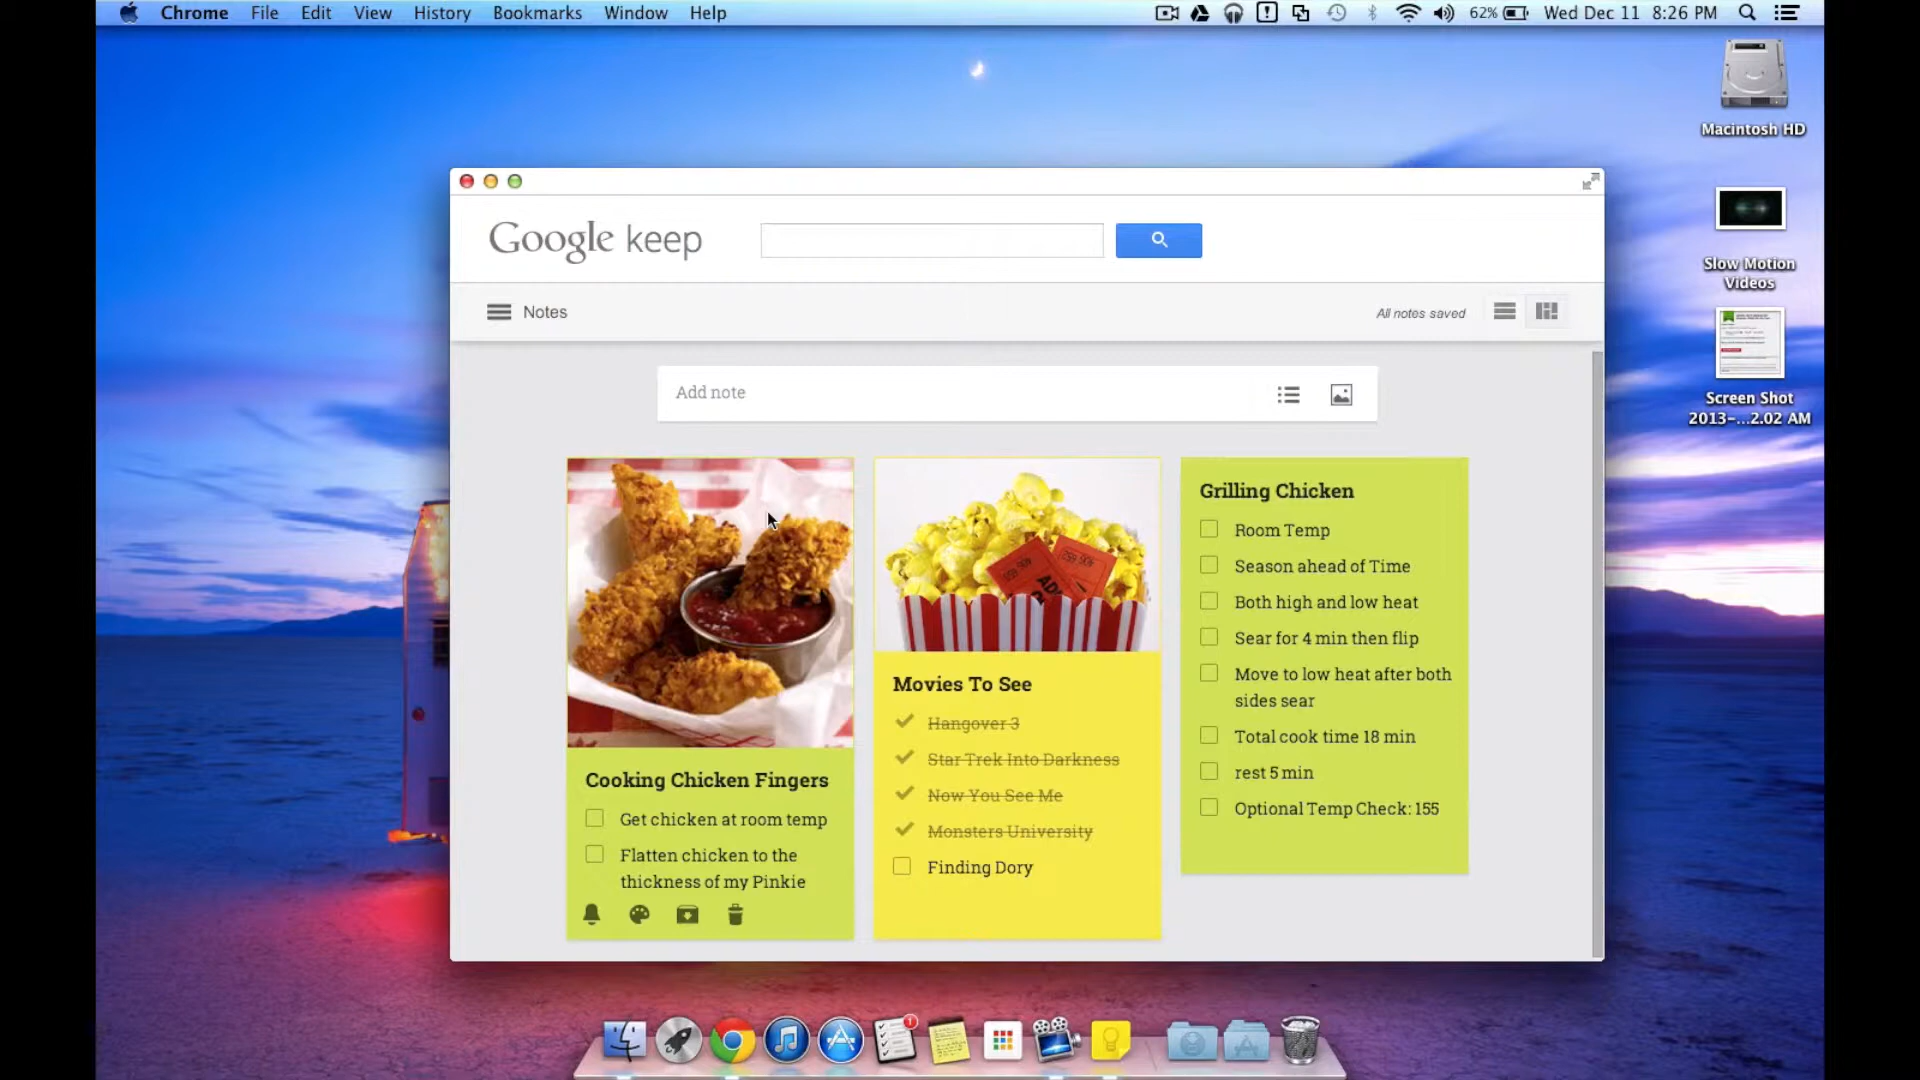 Chrome File Edit View History Bookmarks Window Help 62% Wed Dec 11 8:26 PM
Macintosh HD
Slow Motion
Videos
Screen Shot
2013-...2.02 AM
Google keep
Notes
All notes saved
Add note
Cooking Chicken Fingers
Get chicken at room temp
Flatten chicken to the
thickness of my Pinkie
Movies To See
Hangover 3
Star Trek Into Darkness
Now You See Me
Monsters University
Finding Dory
Grilling Chicken
Room Temp
Season ahead of Time
Both high and low heat
Sear for 4 min then flip
Move to low heat after both
sides sear
Total cook time 18 min
rest 5 min
Optional Temp Check: 155